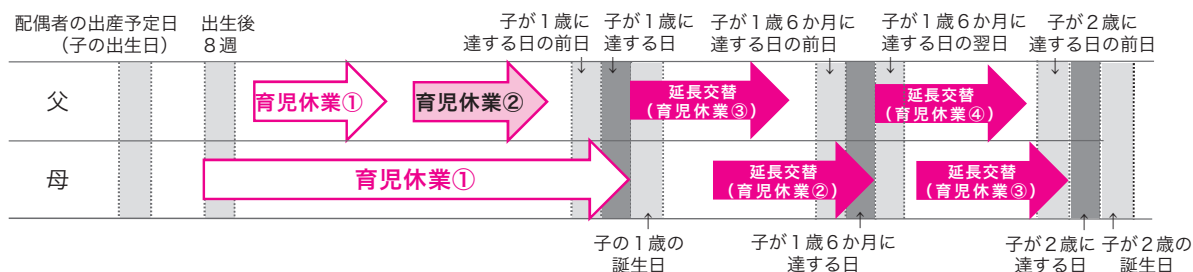 配偶者の出産予定日
（子の出生日）
出生後
8週
子が1歳に
達する日の前日
子が1歳に
達する日
子が1歳6か月に
達する日の前日
子が1歳6か月に
達する日の翌日
子が2歳に
達する日の前日
父
育児休業①
育児休業②
延長交替
（育児休業③）
延長交替
（育児休業④）
母
育児休業①
延長交替
（育児休業②）
延長交替
（育児休業③）
子の1歳の
誕生日
子が1歳6か月に
達する日
子が2歳に
達する日
子が2歳の
誕生日